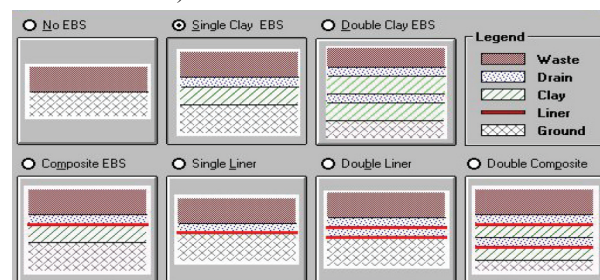 No EBS
Single Clay EBS
Double Clay EBS
Legend
Waste
Drain
Clay
Liner
Ground
Composite EBS
Single Liner
Double Liner
Double Composite